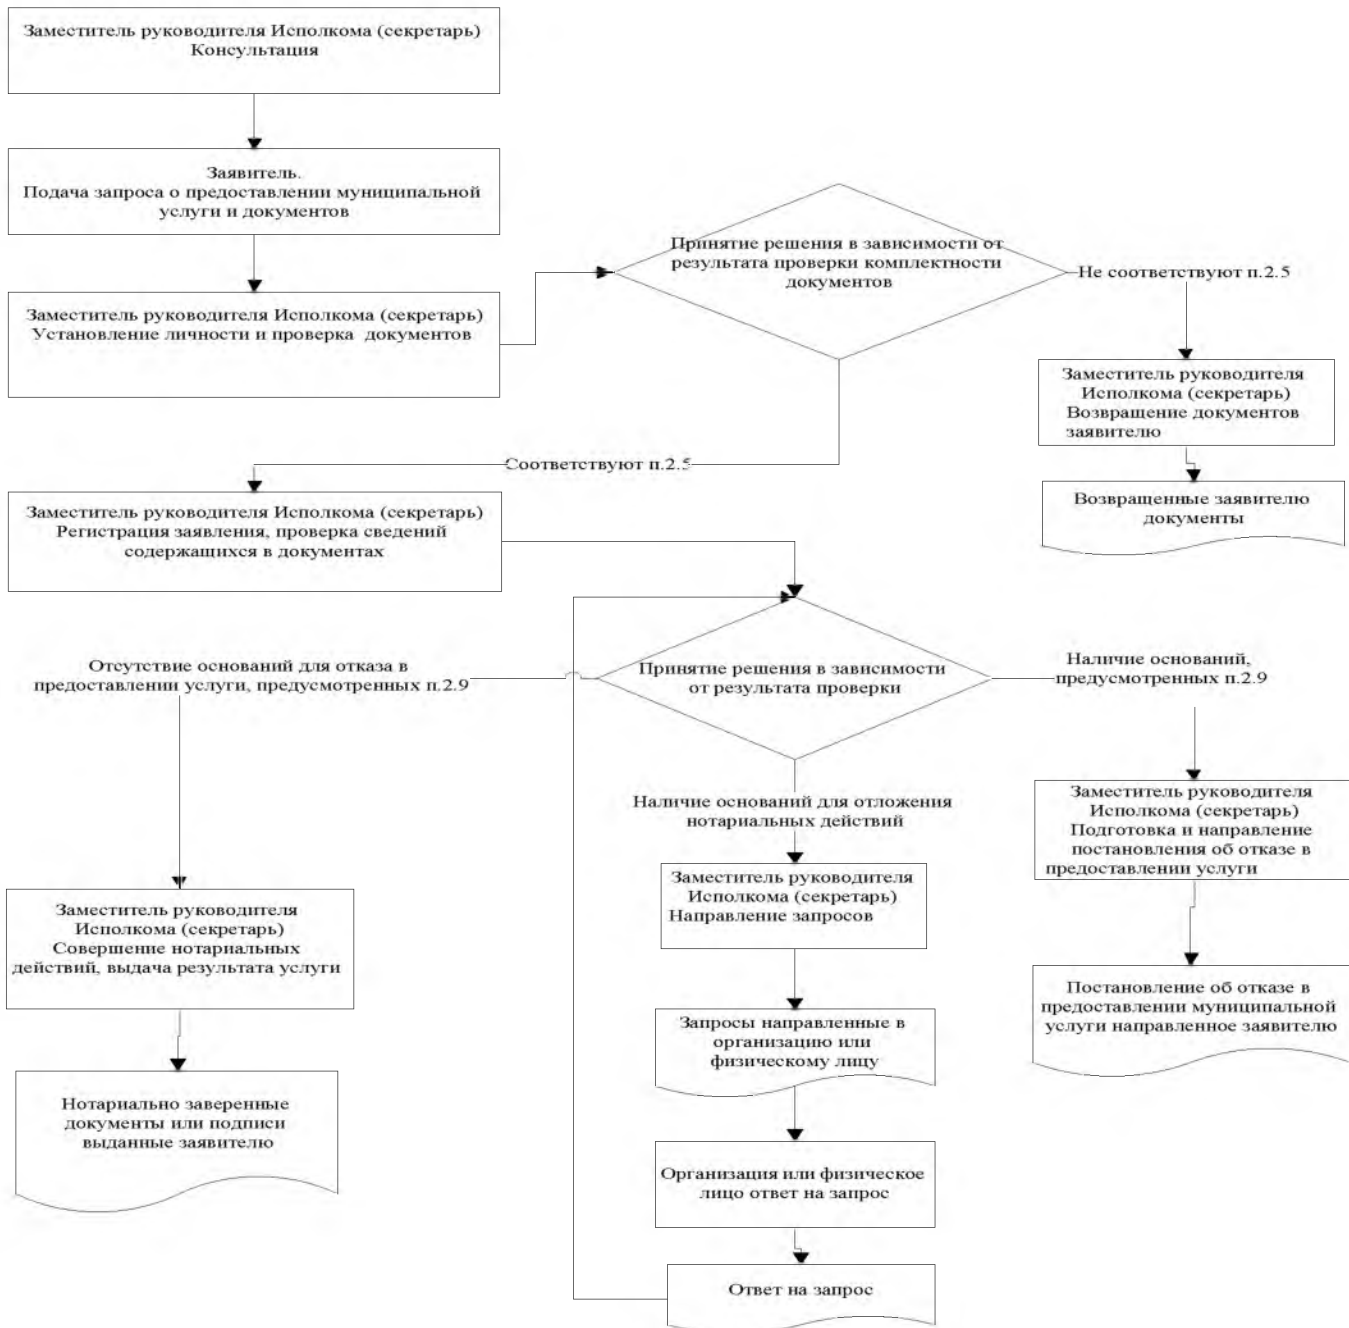 Заместитель руководителя Исполкома (секретарь)
Консультация
Заявитель.
Подача запроса о предоставлении муниципальной
услуги и документов
Заместитель руководителя Исполкома (секретарь)
Установление личности и проверка документов
Принятие решения в зависимости от
результата проверки комплектности
документов
Не соответствуют п.2.5
Заместитель руководителя
Исполкома (секретарь)
Возвращение документов
заявителю
Возвращенные заявителю
документы
Соответствуют п.2.5
Заместитель руководителя Исполкома (секретарь)
Регистрация заявления, проверка сведений
содержащихся в документах
Принятие решения в зависимости
от результата проверки
Отсутствие оснований для отказа в
предоставлении услуги, предусмотренных п.2.9
Наличие оснований,
предусмотренных п.2.9
Наличие оснований для отложения
нотариальных действий
Заместитель руководителя
Исполкома (секретарь)
Совершение нотариальных
действий, выдача результата услуги
Нотариально заверенные
документы или подписи
выданные заявителю
Заместитель руководителя
Исполкома (секретарь)
Направление запросов
Запросы направленные в
организацию или
физическому лицу
Организация или физическое
лицо ответ на запрос
Ответ на запрос
Заместитель руководителя
Исполкома (секретарь)
Подготовка и направление
постановления об отказе в
предоставлении услуги
Постановление об отказе в
предоставлении муниципальной
услуги направленное заявителю